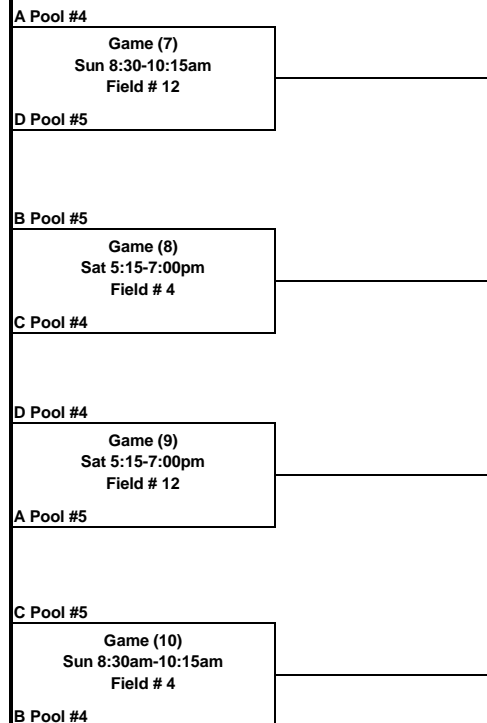 A Pool #4
Game (7)
Sun 8:30-10:15am
Field # 12
D Pool #5
B Pool #5
Game (8)
Sat 5:15-7:00pm
Field # 4
C Pool #4
D Pool #4
Game (9)
Sat 5:15-7:00pm
Field # 12
A Pool #5
C Pool #5
Game (10)
Sun 8:30am-10:15am
Field # 4
B Pool #4